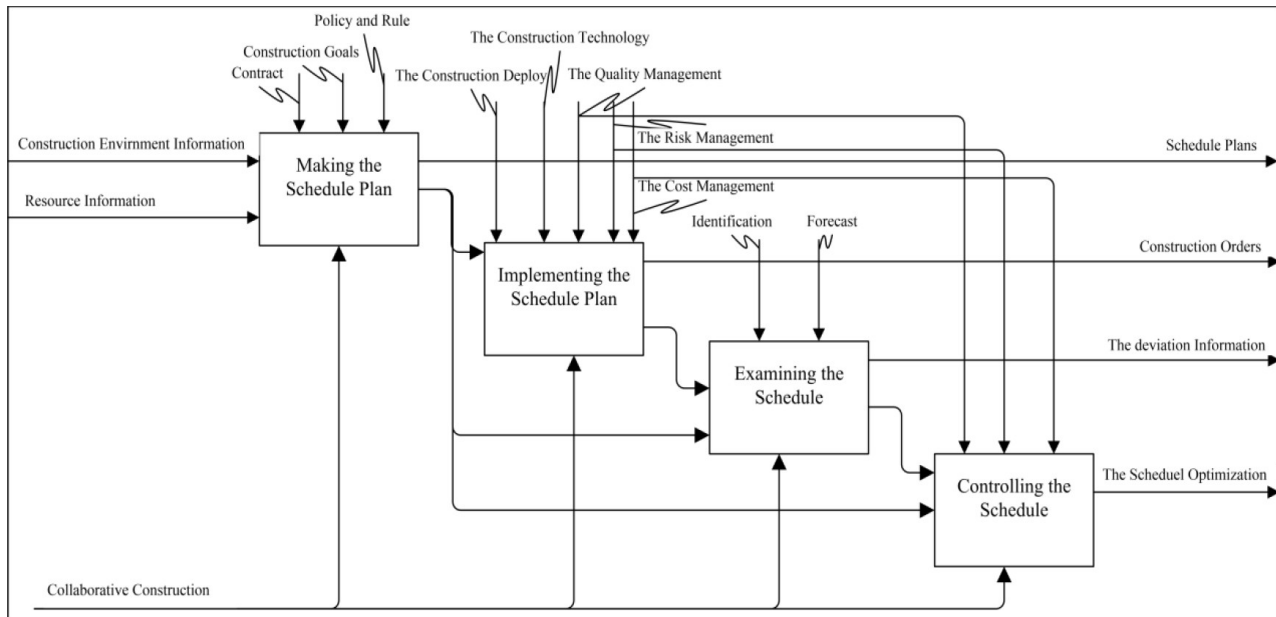 Policy and Rule
Construction Goals
Contract
The Construction Technology
The Construction Deploy
The Quality Management
Construction Envirnment Information
Resource Information
Making the
Schedule Plan
The Risk Management
Schedule Plans
The Cost Management
Identification
Forecast
Construction Orders
Implementing the
Schedule Plan
The deviation Information
Examining the
Schedule
The Scheduel Optimization
Controlling the
Schedule
Collaborative Construction